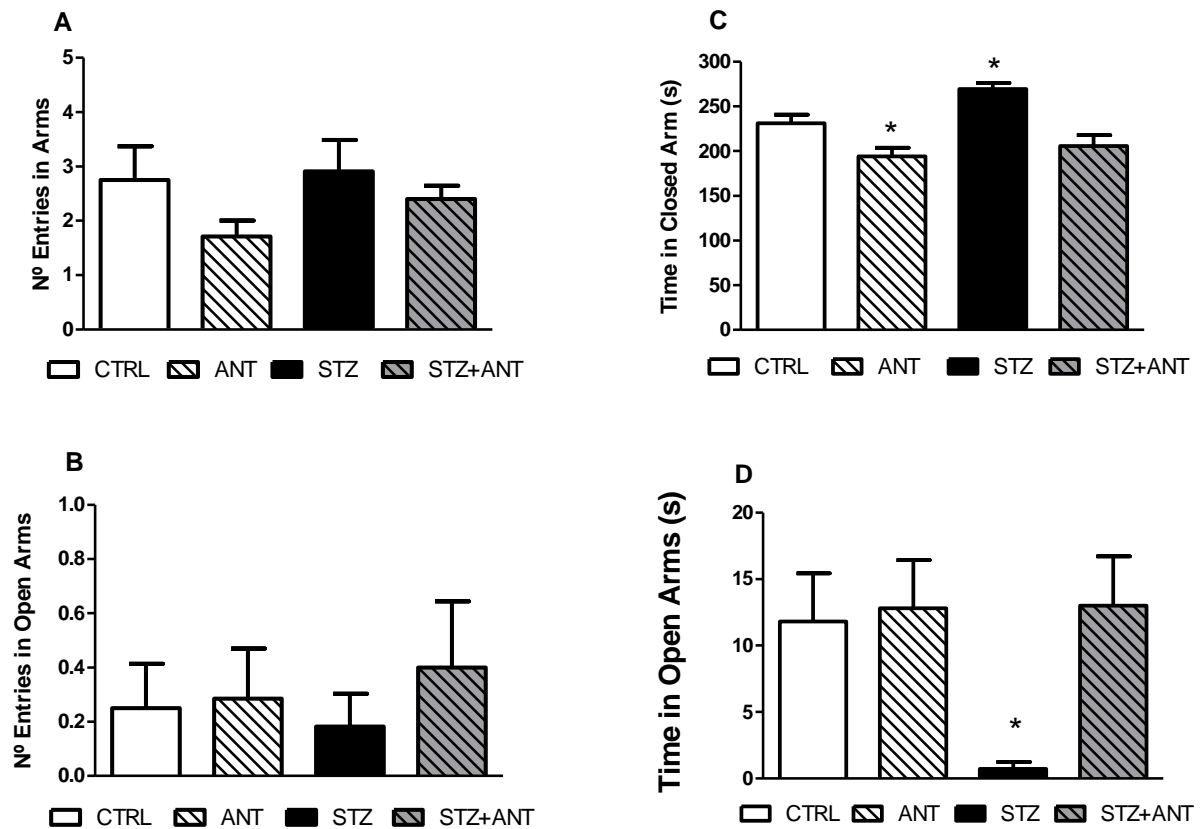 A
Nº Entries in Arms
5
4
3
2
1
0
CTRL ANT STZ STZ+ANT
C
Time in Closed Arm (s)
300
250
200
150
100
50
0
*
*
CTRL ANT STZ STZ+ANT
B
Nº Entries in Open Arms
1.0
0.8
0.6
0.4
0.2
0.0
CTRL ANT STZ STZ+ANT
D
Time in Open Arms (s)
20
15
10
5
0
*
CTRL ANT STZ STZ+ANT